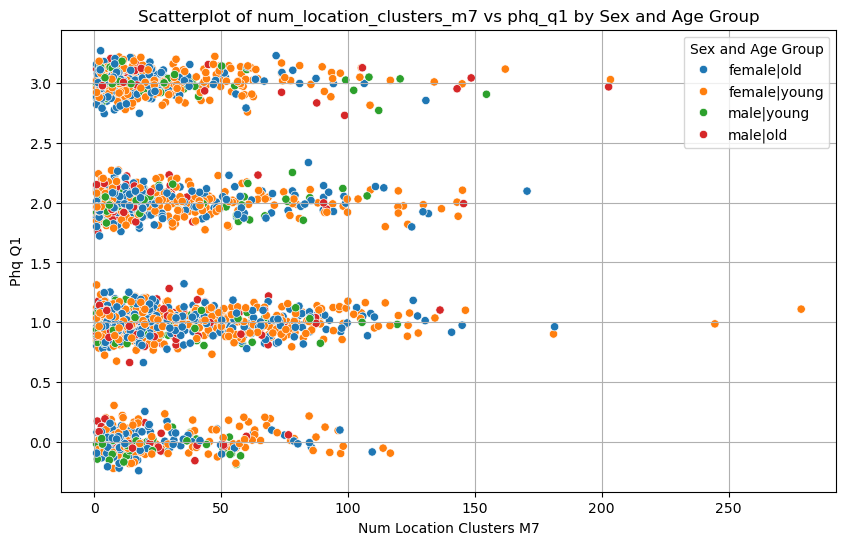 Scatterplot of num_location_clusters_m7 vs phq_q1 by Sex and Age Group
Sex and Age Group
female|old
female|young
male|young
male|old
3.0
2.5
2.0
1.5
1.0
0.5
0.0
Phq Q1
0
50
100
150
200
250
Num Location Clusters M7